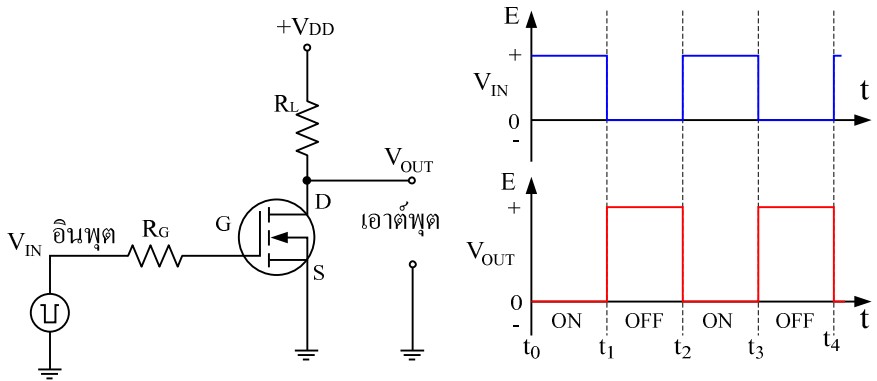 +VDD
RL
VOUT
D
G
เอาต์พุต
VIN อินพุต
RG
S
E
+
VIN
t
0
-
E
+
VOUT
0
t
-
ON OFF ON OFF
t0 t1 t2 t3 t4